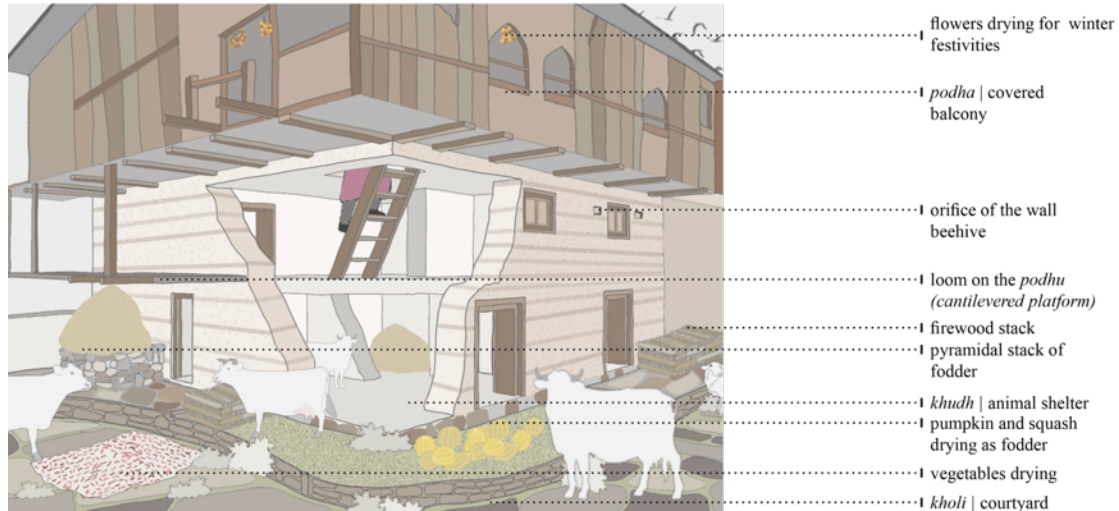 flowers drying for winter
festivities
podha | covered
balcony
orifice of the wall
beehive
loom on the podhu
(cantilevered platform)
firewood stack
pyramidal stack of
fodder
khudh | animal shelter
pumpkin and squash
drying as fodder
vegetables drying
kholi | courtyard